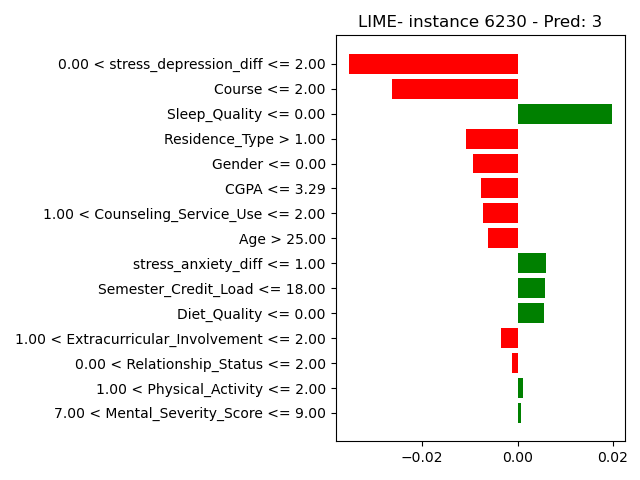 LIME- instance 6230 - Pred: 3
0.00 < stress_depression_diff <= 2.00
Course <= 2.00
Sleep_Quality <= 0.00
Residence_Type > 1.00
Gender <= 0.00
CGPA <= 3.29
1.00 < Counseling_Service_Use <= 2.00
Age > 25.00
stress_anxiety_diff <= 1.00
Semester_Credit_Load <= 18.00
Diet_Quality <= 0.00
1.00 < Extracurricular_Involvement <= 2.00
0.00 < Relationship_Status <= 2.00
1.00 < Physical_Activity <= 2.00
7.00 < Mental_Severity_Score <= 9.00
−0.02 0.00 0.02